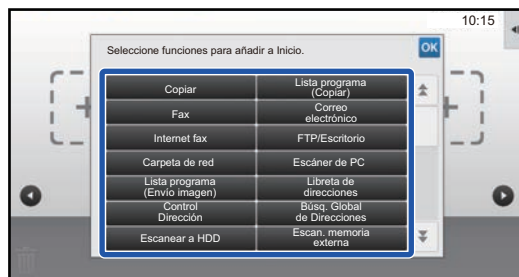 10:15
Seleccione funciones para añadir a Inicio.
OK
Copiar
Lista programa
(Copiar)
Fax
Correo
electrónico
Internet fax
FTP/Escritorio
Carpeta de red
Escáner de PC
Lista programa
(Envío imagen)
Libreta de
direcciones
Control
Dirección
Búsq. Global
de Direcciones
Escanear a HDD
Escan. memoria
externa